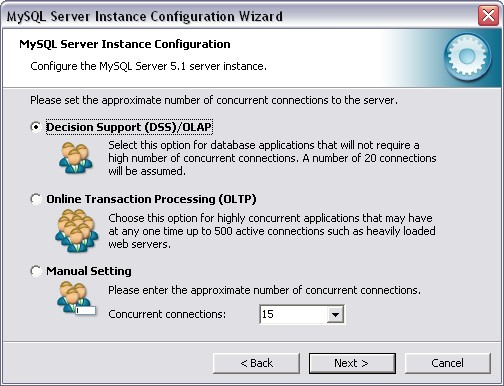 MySQL Server Instance Configuration Wizard
MySQL Server Instance Configuration
Configure the MySQL Server 5.1 server instance.
Please set the approximate number of concurrent connections to the server.
Decision Support (DSS)/OLAP
Select this option for database applications that will not require a
high number of concurrent connections. A number of 20 connections
will be assumed.
Online Transaction Processing (OLTP)
Choose this option for highly concurrent applications that may have
at any one time up to 500 active connections such as heavily loaded
web servers.
Manual Setting
Please enter the approximate number of concurrent connections.
Concurrent connections: 15
< Back Next > Cancel